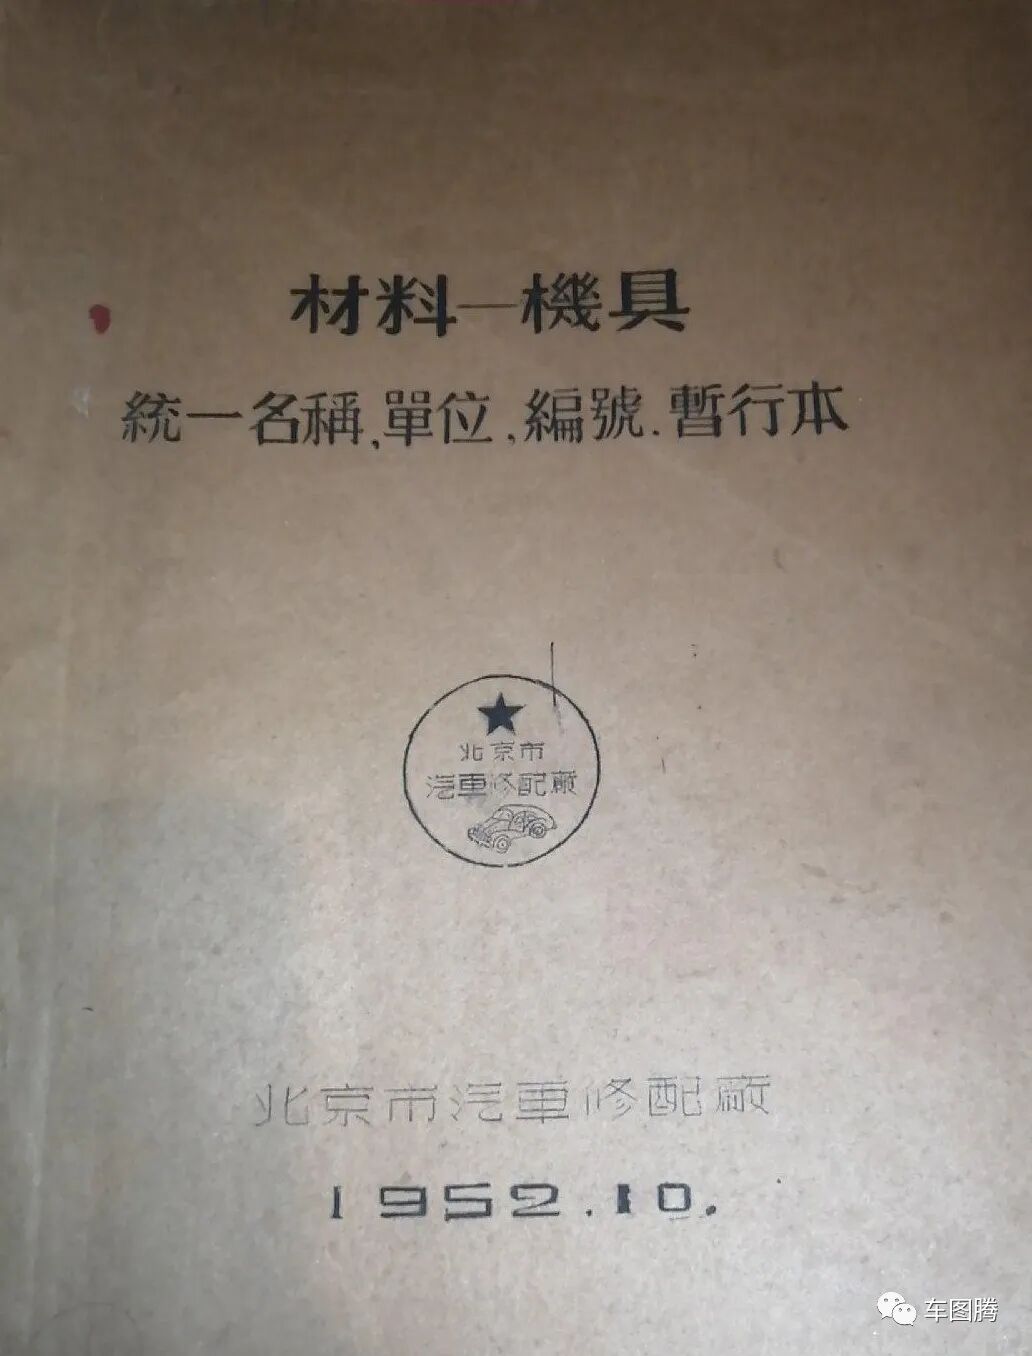 材料—機具
統一名稱、單位,編號.暫行本
北京市
汽車修配廠
北京市汽車修配廠
1952.10.
车图腾